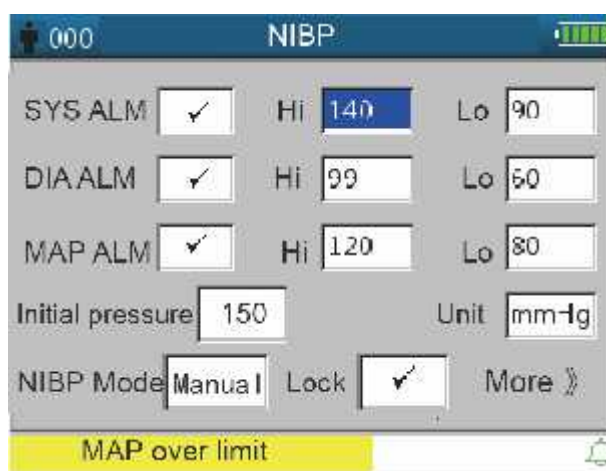 000 NIBP
SYS ALM ✓ Hi 140 Lo 90
DIA ALM ✓ Hi 99 Lo 60
MAP ALM ✓ Hi 120 Lo 80
Initial pressure 150 Unit mmHg
NIBP Mode Manual Lock ✓ More »
MAP over limit